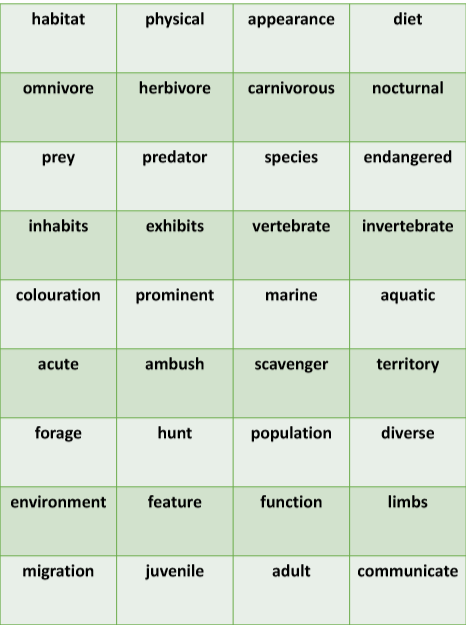 habitat physical appearance diet
omnivore herbivore carnivorous nocturnal
prey predator species endangered
inhabits exhibits vertebrate invertebrate
colouration prominent marine aquatic
acute ambush scavenger territory
forage hunt population diverse
environment feature function limbs
migration juvenile adult communicate